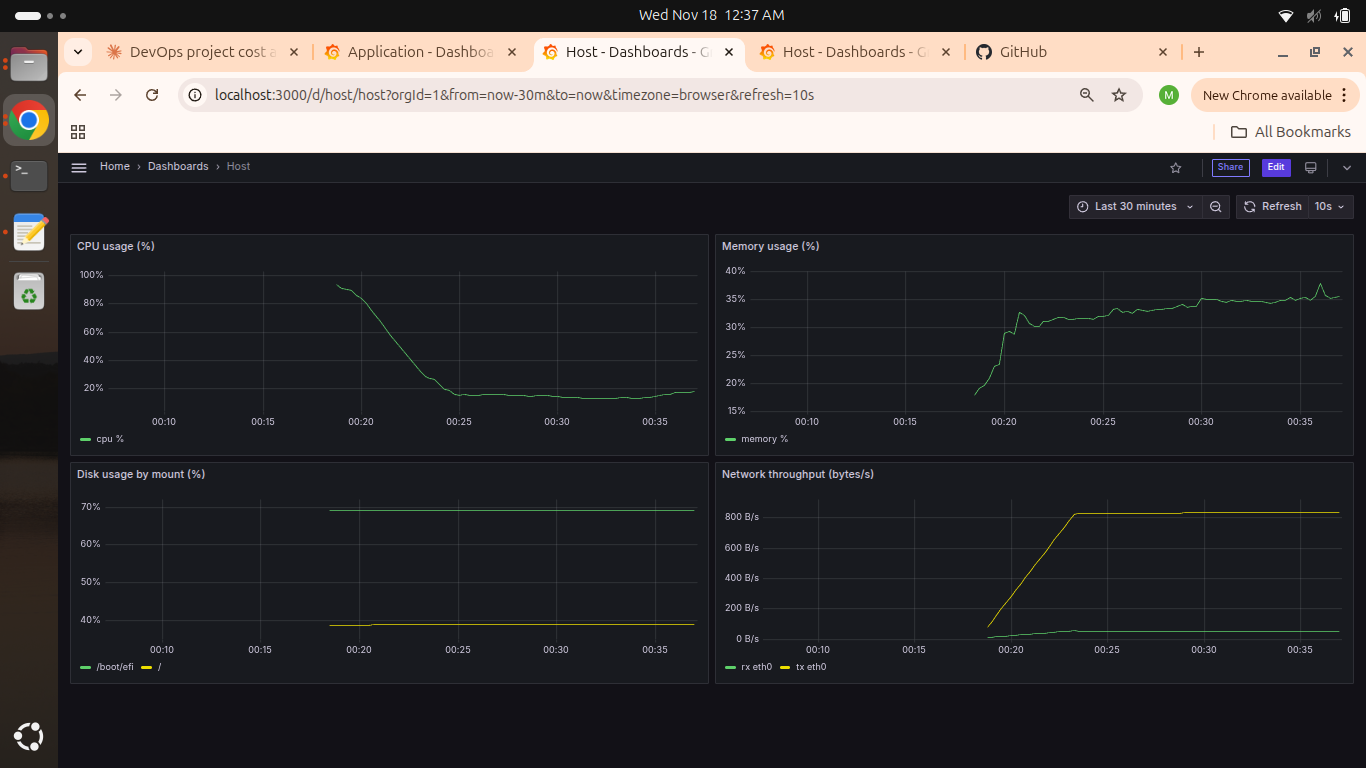 Wed Nov 18 12:37 AM
DevOps project cost a
Application - Dashboa
Host - Dashboards - G
Host - Dashboards - G
GitHub
localhost:3000/d/host/host?orgId=1&from=now-30m&to=now&timezone=browser&refresh=10s
M
New Chrome available
All Bookmarks
Home › Dashboards › Host
Share
Edit
Last 30 minutes
Refresh
10s
CPU usage (%)
100%
80%
60%
40%
20%
00:10 00:15 00:20 00:25 00:30 00:35
cpu %
Memory usage (%)
40%
35%
30%
25%
20%
15%
00:10 00:15 00:20 00:25 00:30 00:35
memory %
Disk usage by mount (%)
70%
60%
50%
40%
00:10 00:15 00:20 00:25 00:30 00:35
/boot/efi /
Network throughput (bytes/s)
800 B/s
600 B/s
400 B/s
200 B/s
0 B/s
00:10 00:15 00:20 00:25 00:30 00:35
rx eth0 tx eth0